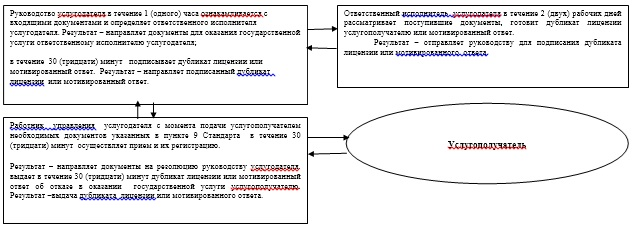 Руководство услугодателя в течение 1 (одного) часа ознакамливается с
входящими документами и определяет ответственного исполнителя
услугодателя. Результат – направляет документы для оказания государственной
услуги ответственному исполнителю услугодателя;
в течение 30 (тридцати) минут подписывает дубликат лицензии или
мотивированный ответ. Результат – направляет подписанный дубликат
лицензии или мотивированный ответ.
Ответственный исполнитель услугодателя в течение 2 (двух) рабочих дней
рассматривает поступившие документы, готовит дубликат лицензии
услугополучателю или мотивированный ответ.
Результат – отправляет руководству для подписания дубликата
лицензии или мотивированного ответа.
Работник управления услугодателя с момента подачи услугополучателем
необходимых документов указанных в пункте 9 Стандарта в течение 30
(тридцати) минут осуществляет прием и их регистрацию.
Результат – направляет документы на резолюцию руководству услугодателя,
выдает в течение 30 (тридцати) минут дубликат лицензии или мотивированный
ответ об отказе в оказании государственной услуги услугополучателю.
Результат –выдача дубликата лицензии или мотивированного ответа.
Услугополучатель